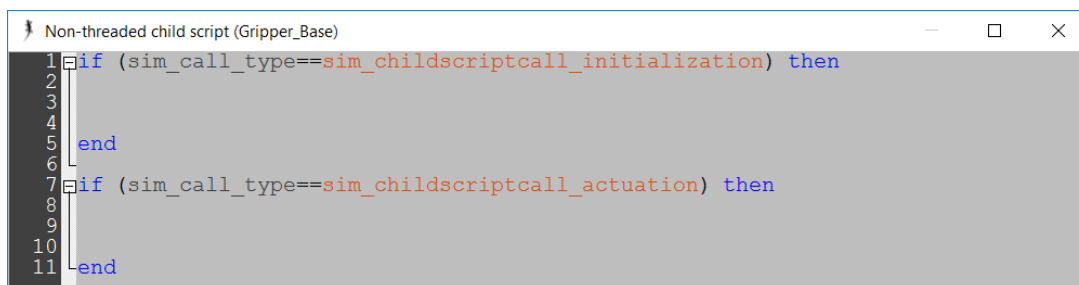 Non-threaded child script (Gripper_Base)
1 if (sim_call_type==sim_childscriptcall_initialization) then
2
3
4
5 end
6
7 if (sim_call_type==sim_childscriptcall_actuation) then
8
9
10
11 end